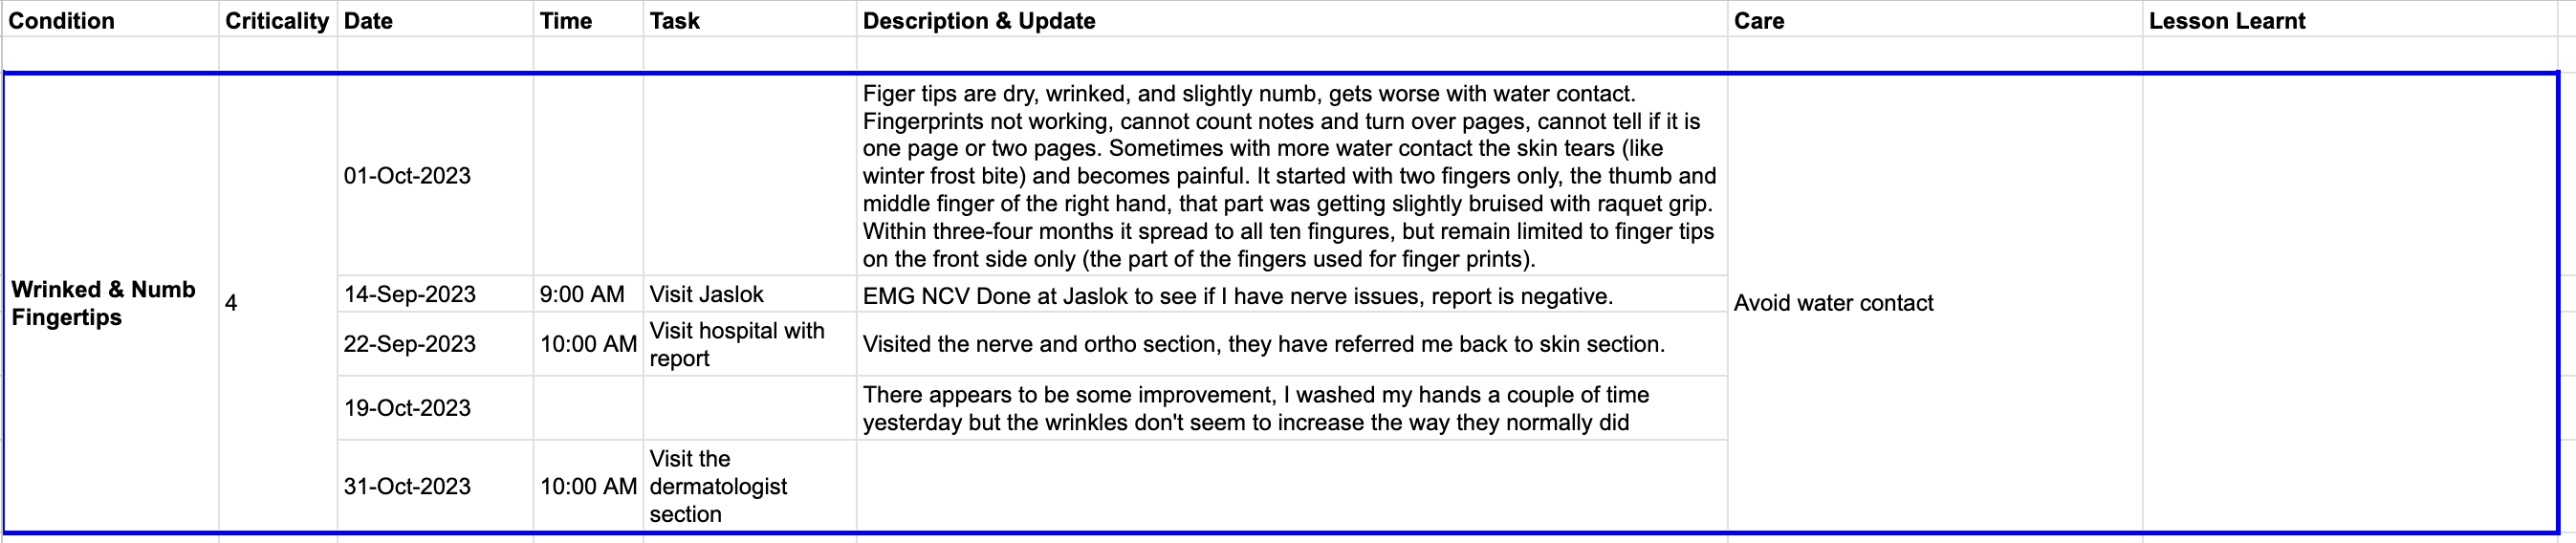 Condition Criticality Date Time Task Description & Update Care Lesson Learnt
Figer tips are dry, wrinked, and slightly numb, gets worse with water contact.
Fingerprints not working, cannot count notes and turn over pages, cannot tell if it is
one page or two pages. Sometimes with more water contact the skin tears (like
01-Oct-2023 winter frost bite) and becomes painful. It started with two fingers only, the thumb and
middle finger of the right hand, that part was getting slightly bruised with raquet grip.
Within three-four months it spread to all ten fingures, but remain limited to finger tips
on the front side only (the part of the fingers used for finger prints).
Wrinked & Numb
Fingertips
4
14-Sep-2023 9:00 AM Visit Jaslok EMG NCV Done at Jaslok to see if I have nerve issues, report is negative.
Avoid water contact
22-Sep-2023 10:00 AM Visit hospital with
report
Visited the nerve and ortho section, they have referred me back to skin section.
19-Oct-2023
There appears to be some improvement, I washed my hands a couple of time
yesterday but the wrinkles don't seem to increase the way they normally did
31-Oct-2023 10:00 AM
Visit the
dermatologist
section